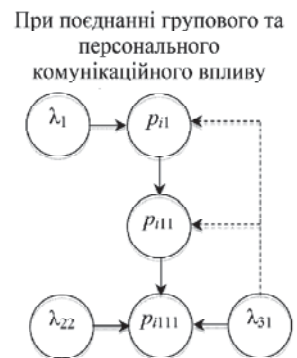 При поєднанні групового та
персонального
комунікаційного впливу
λ1 pi1
pi11
λ22 pi111 λ31